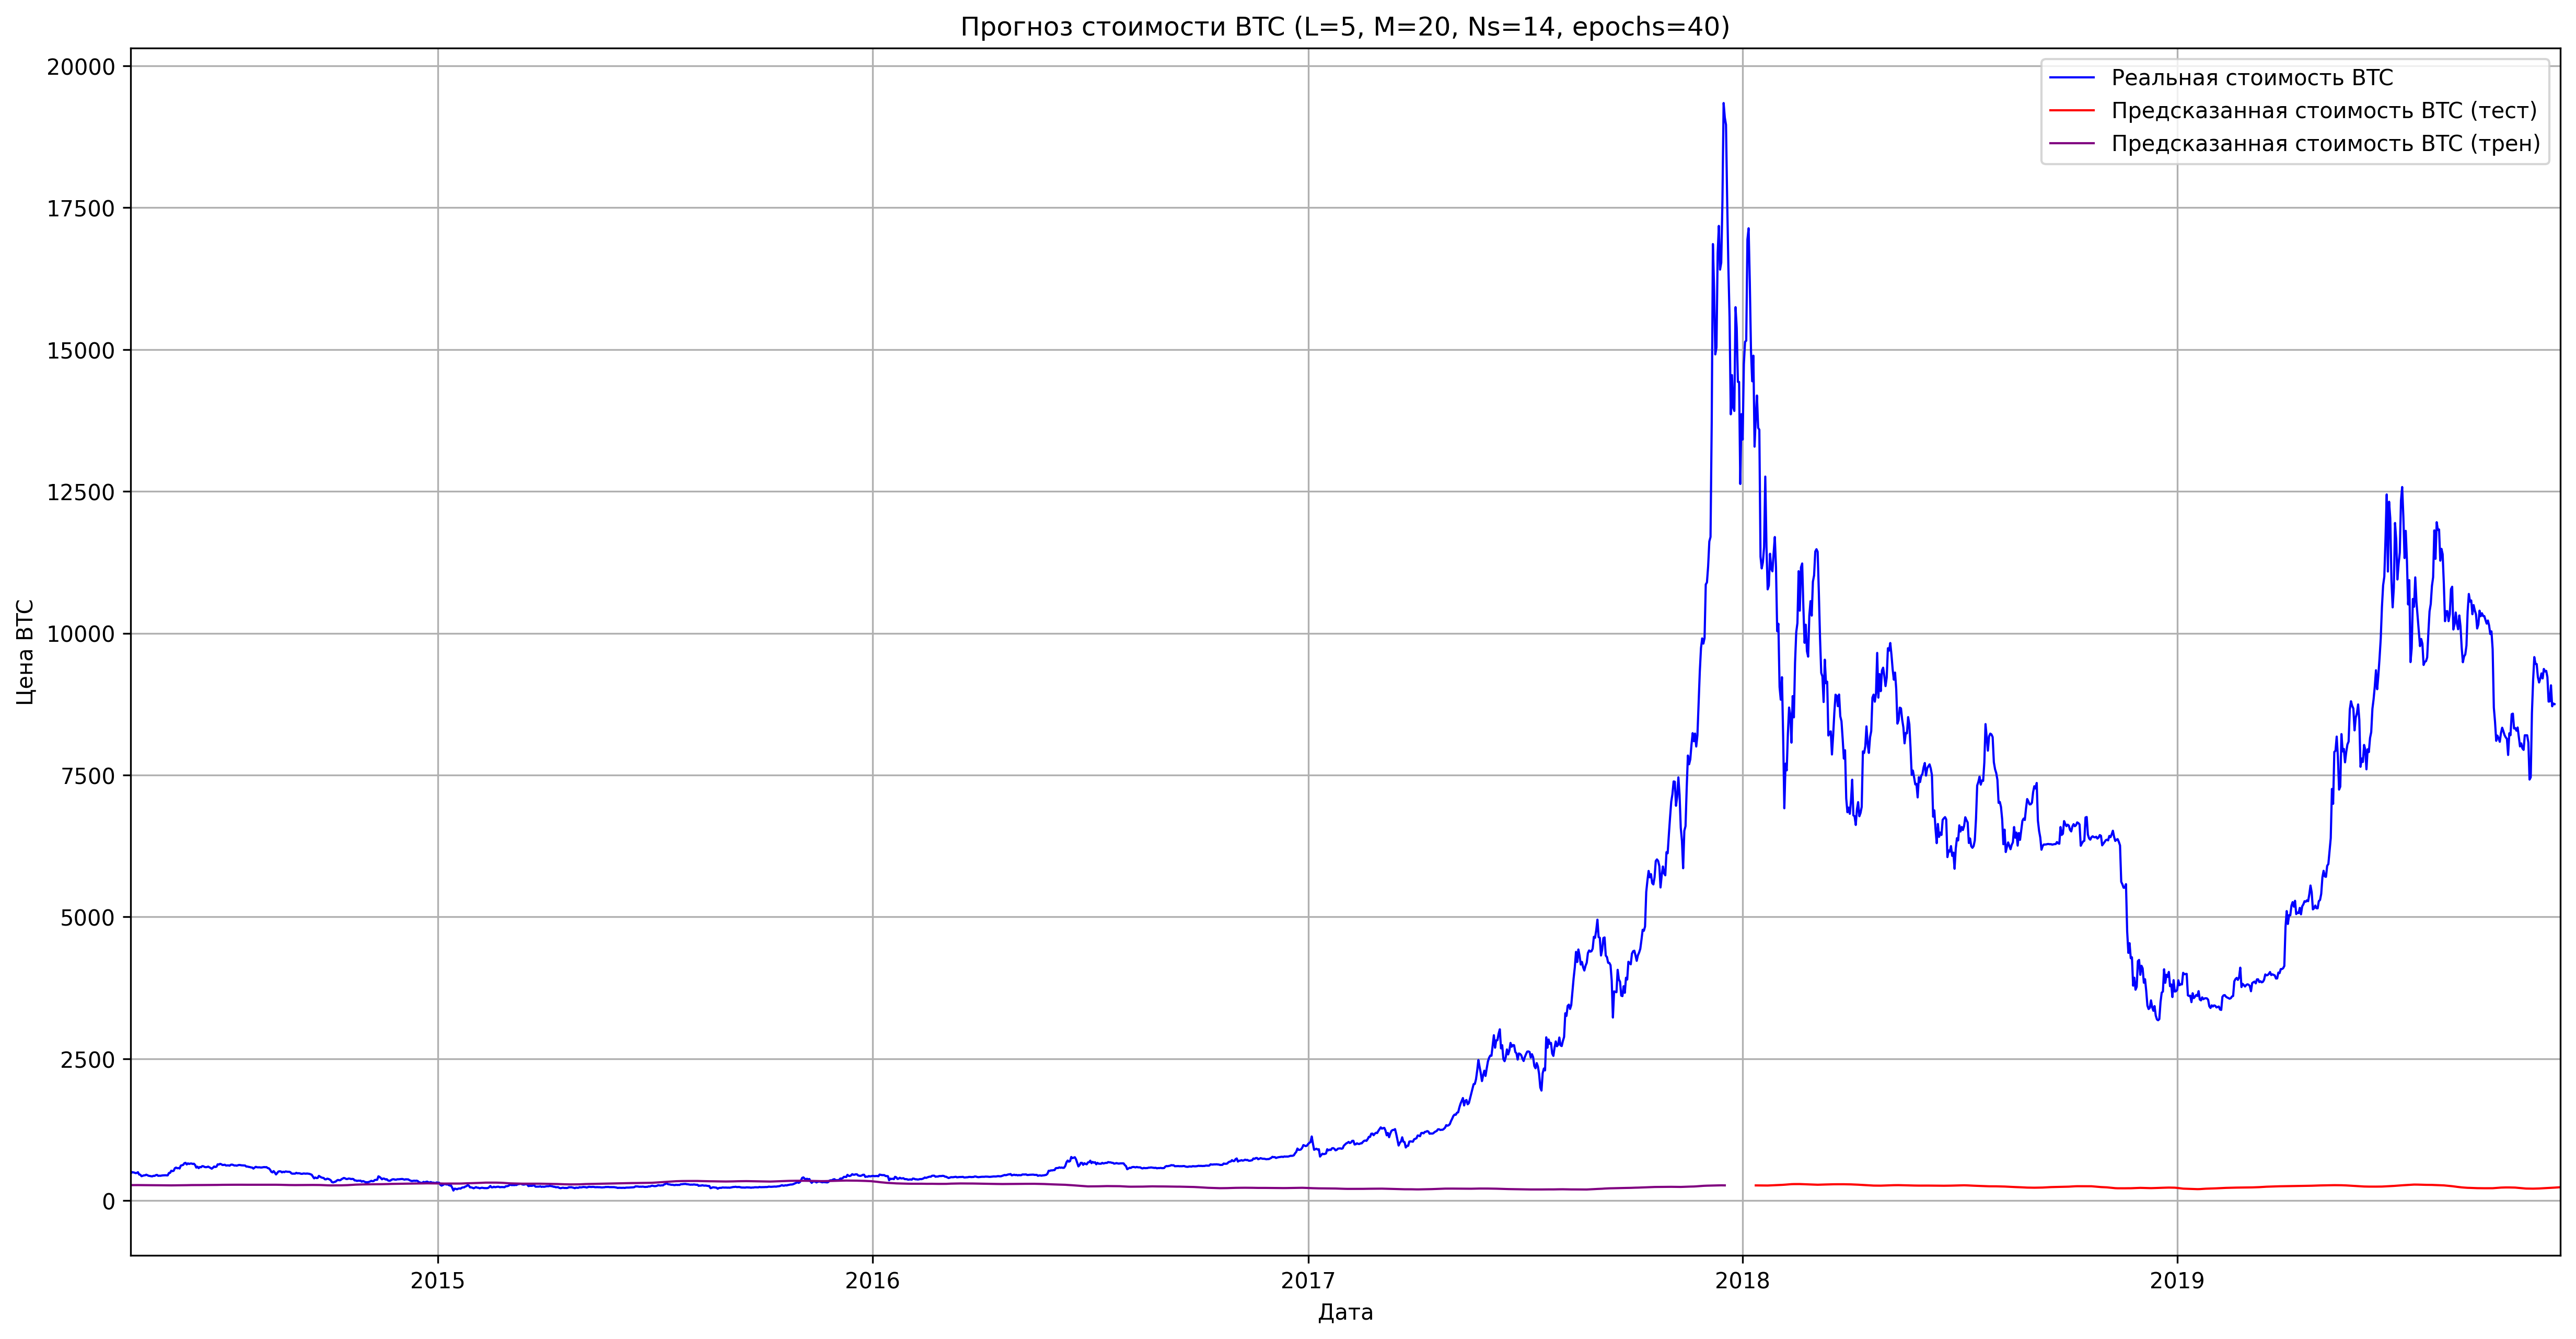 Прогноз стоимости BTC (L=5, M=20, Ns=14, epochs=40)
Реальная стоимость BTC
Предсказанная стоимость BTC (тест)
Предсказанная стоимость BTC (трен)
Цена BTC
20000
17500
15000
12500
10000
7500
5000
2500
0
2015
2016
2017
2018
2019
Дата